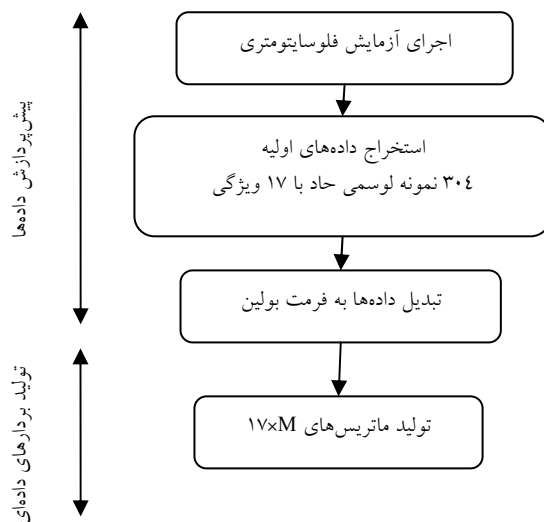 اجرای آزمایش فلوسایتومتری
استخراج داده‌های اولیه
۳۰٤ نمونه لوسمی حاد با ۱۷ ویژگی
تبدیل داده‌ها به فرمت بولین
پیش‌پردازش داده‌ها
تولید ماتریس‌های ۱۷×M
تولید بردارهای داده‌ای